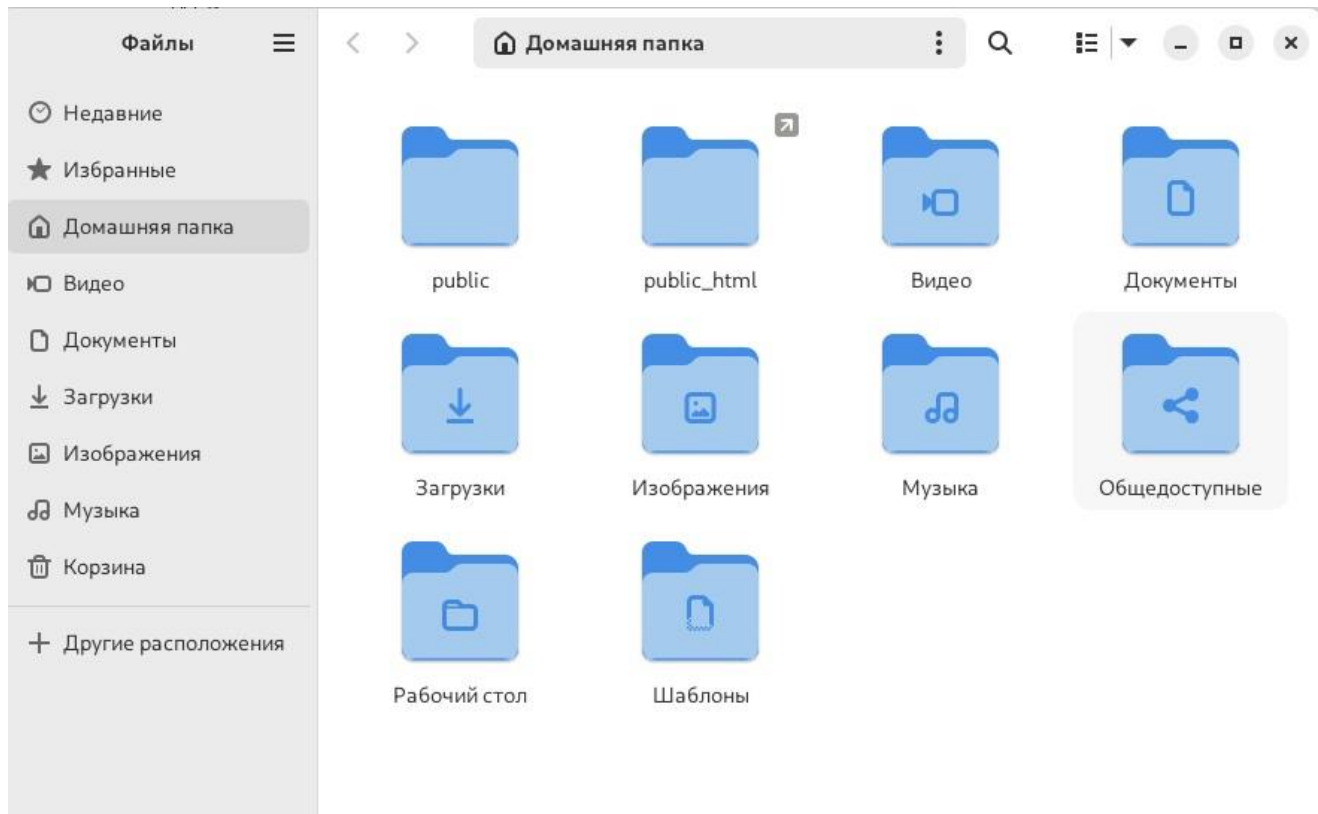 Файлы
Домашняя папка
Недавние
Избранные
Домашняя папка
Видео
Документы
Загрузки
Изображения
Музыка
Корзина
Другие расположения
public
public_html
Видео
Документы
Загрузки
Изображения
Музыка
Общедоступные
Рабочий стол
Шаблоны